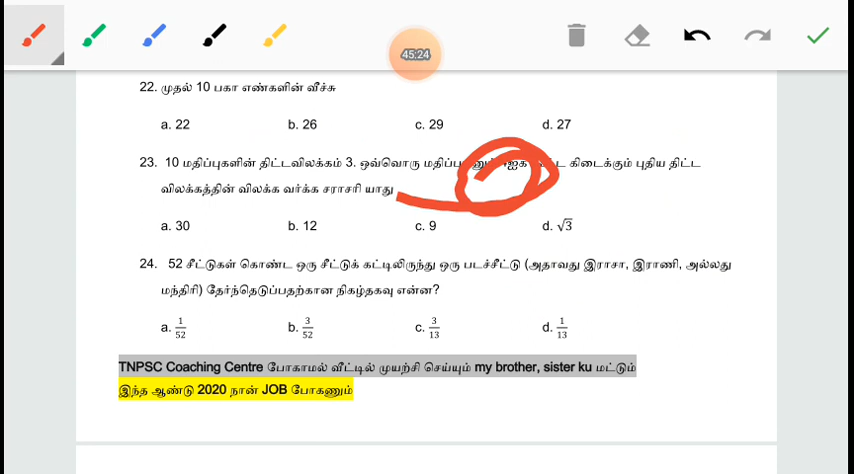 45:24
22. முதல் 10 பகா எண்களின் வீச்சு
a. 22 b. 26 c. 29 d. 27
23. 10 மதிப்புகளின் திட்டவிலக்கம் 3. ஒவ்வொரு கிடைக்கும் புதிய திட்ட
விலக்கத்தின் விலக்க வர்க்க சராசரி யாது
a. 30 b. 12 c. 9 d. √3
24. 52 சீட்டுகள் கொண்ட ஒரு சீட்டுக் கட்டிலிருந்து ஒரு படச்சீட்டு (அதாவது இராசா, இராணி, அல்லது
மந்திரி) தேர்ந்தெடுப்பதற்கான நிகழ்தகவு என்ன?
a. 1/52 b. 3/52 c. 3/13 d. 1/13
TNPSC Coaching Centre போகாமல் வீட்டில் முயற்சி செய்யும் my brother, sister ku மட்டும்
இந்த ஆண்டு 2020 நான் JOB போகணும்